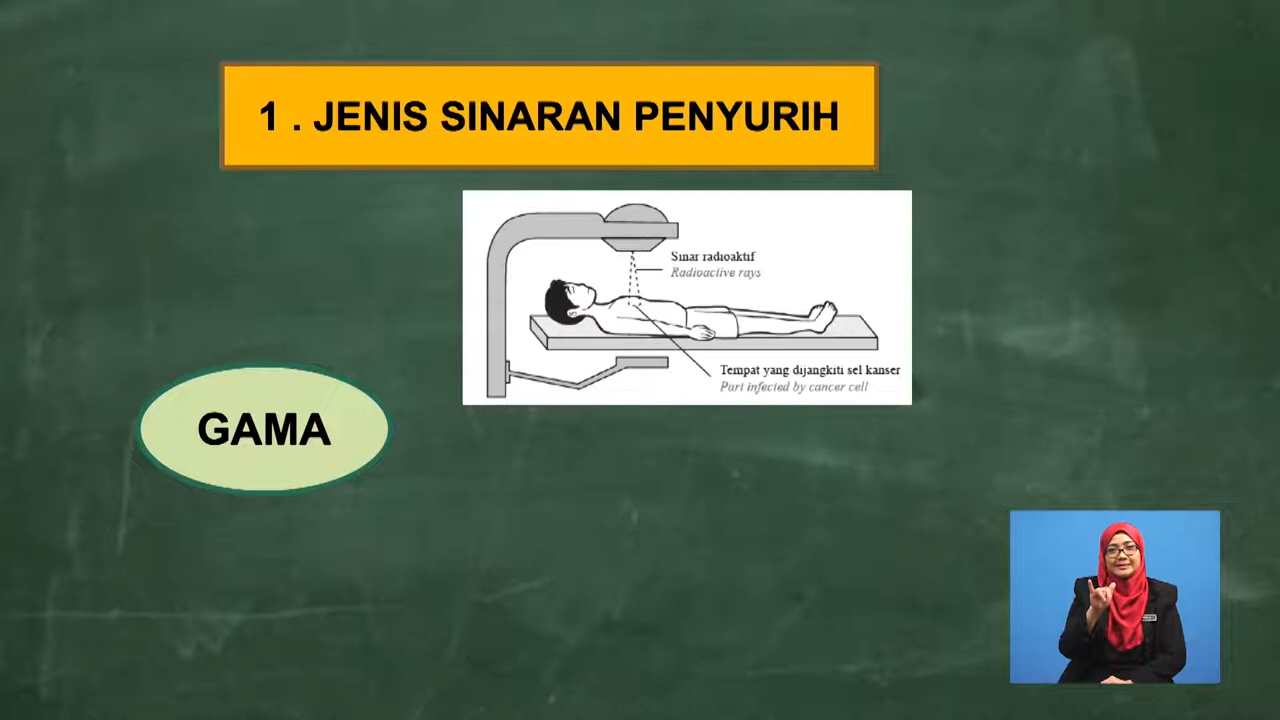 1 . JENIS SINARAN PENYURIH
Sinar radioaktif
Radioactive rays
Tempat yang dijangkiti sel kanser
Part infected by cancer cell
GAMA